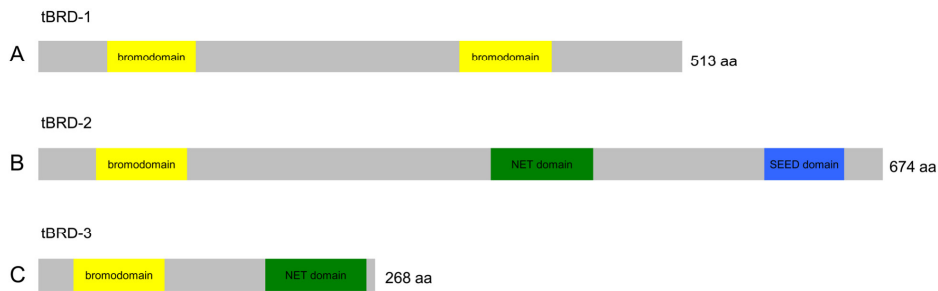 tBRD-1
A bromodomain bromodomain 513 aa
tBRD-2
B bromodomain NET domain SEED domain 674 aa
tBRD-3
C bromodomain NET domain 268 aa